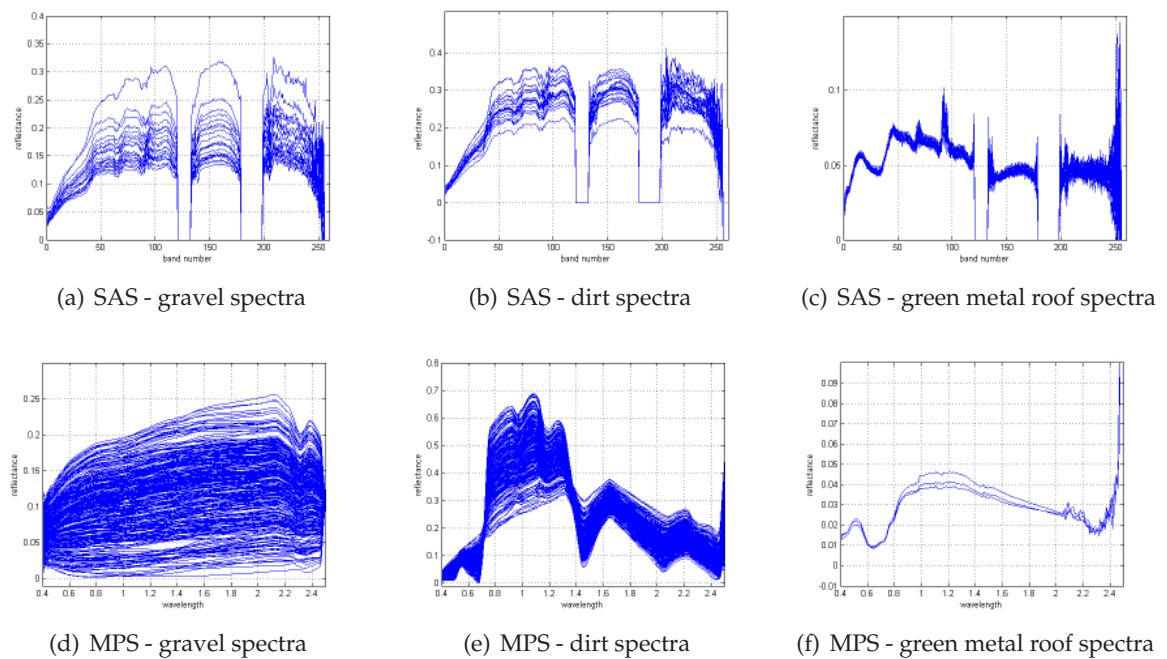 0.4
0.35
0.3
0.25
0.2
0.15
0.1
0.05
0
reflectance
0 50 100 150 200 250
band number
(a) SAS - gravel spectra
0.4
0.3
0.2
0.1
0
-0.1
reflectance
0 50 100 150 200 250
band number
(b) SAS - dirt spectra
0.1
0.05
0
reflectance
0 50 100 150 200 250
band number
(c) SAS - green metal roof spectra
0.25
0.2
0.15
0.1
0.05
0
reflectance
0.4 0.6 0.8 1 1.2 1.4 1.6 1.8 2 2.2 2.4
wavelength
(d) MPS - gravel spectra
0.8
0.7
0.6
0.5
0.4
0.3
0.2
0.1
0
reflectance
0.4 0.6 0.8 1 1.2 1.4 1.6 1.8 2 2.2 2.4
wavelength
(e) MPS - dirt spectra
0.09
0.08
0.07
0.06
0.05
0.04
0.03
0.02
0.01
0
-0.01
reflectance
0.4 0.6 0.8 1 1.2 1.4 1.6 1.8 2 2.2 2.4
wavelength
(f) MPS - green metal roof spectra